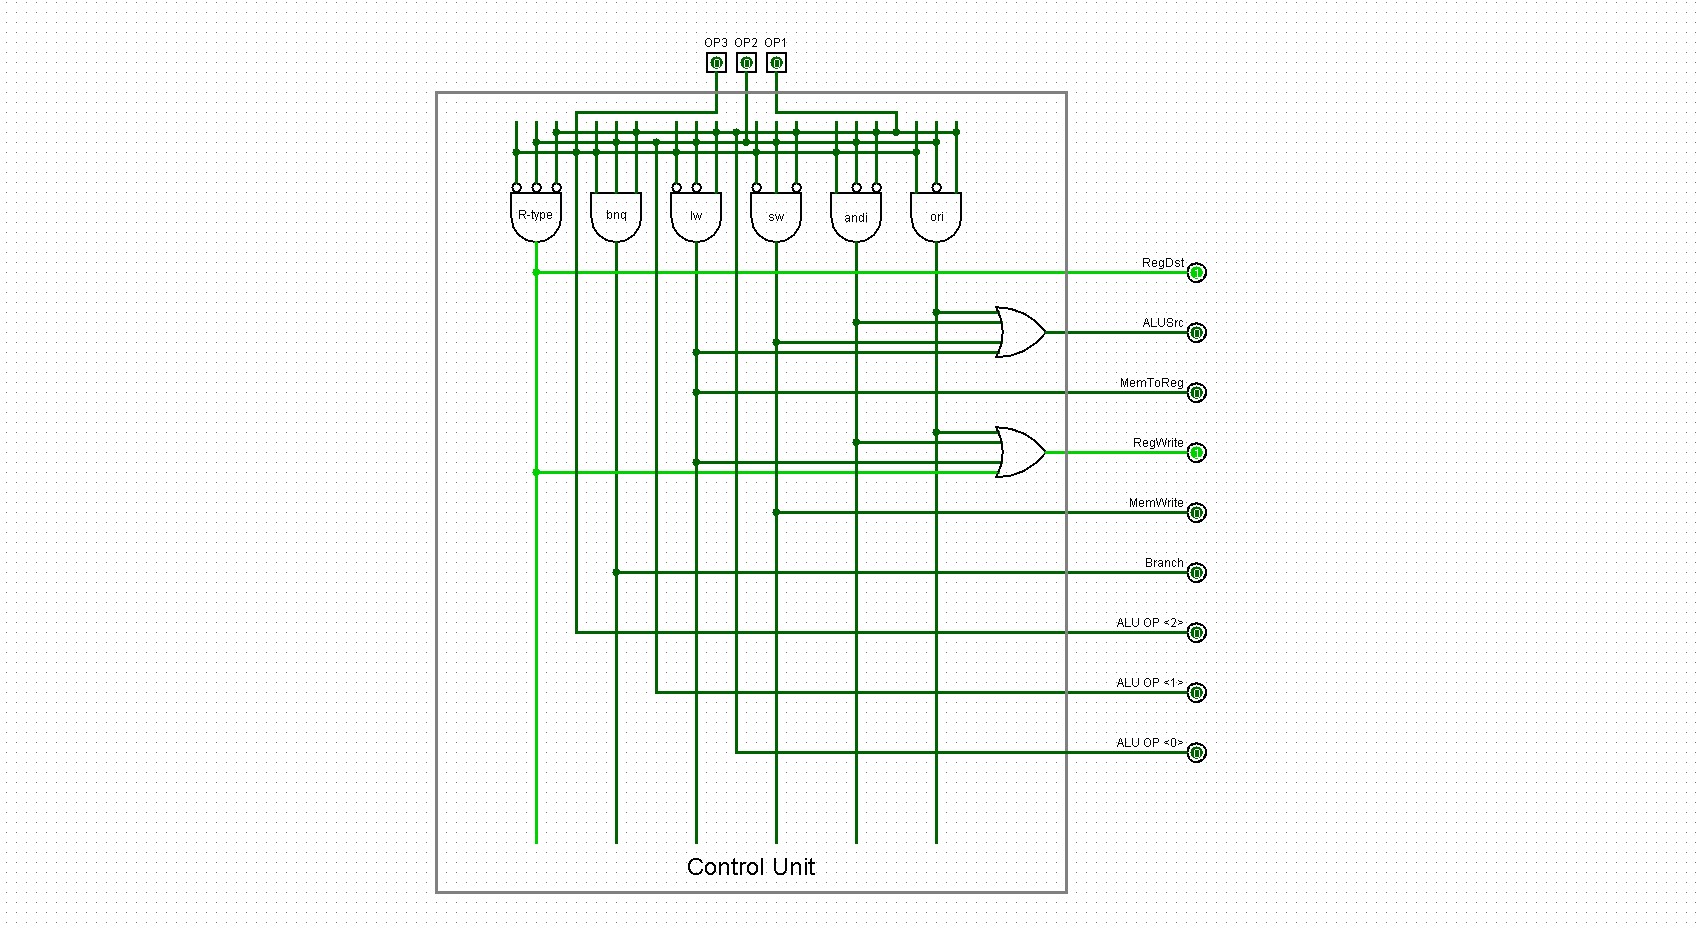 OP3 OP2 OP1
0 0 0
R-type bnq lw sw andi ori
RegDst
1
ALUSrc
0
MemToReg
0
RegWrite
1
MemWrite
0
Branch
0
ALU OP <2>
0
ALU OP <1>
0
ALU OP <0>
0
Control Unit